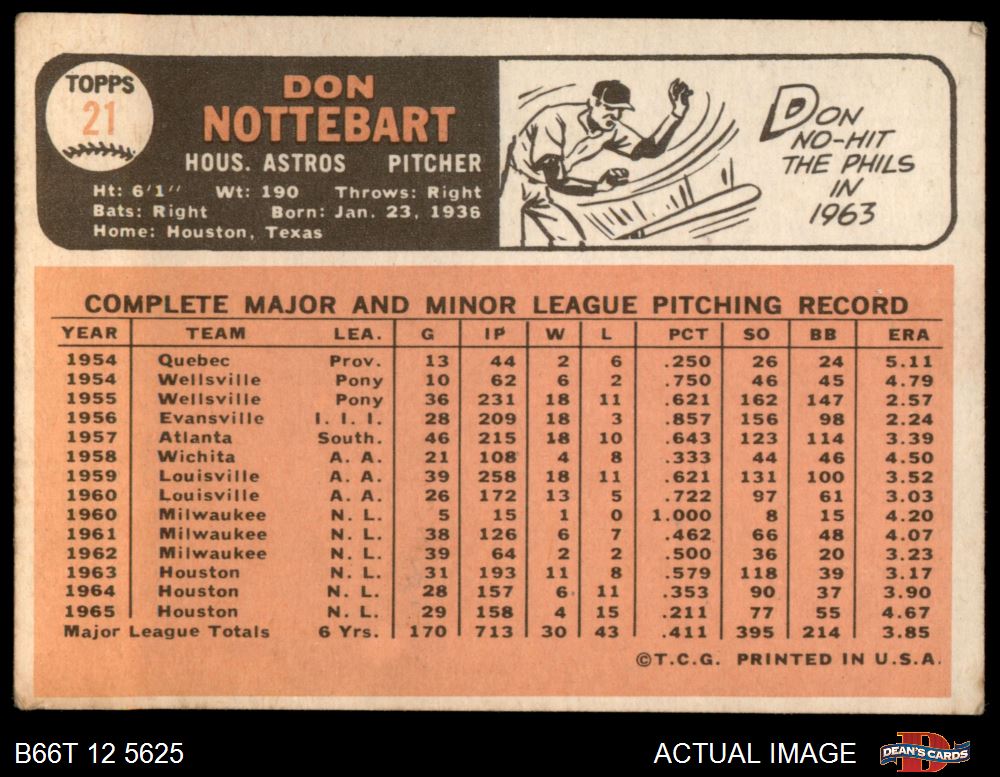 TOPPS
21
DON
NOTTEBART
HOUS. ASTROS PITCHER
Ht: 6'1" Wt: 190 Throws: Right
Bats: Right Born: Jan. 23, 1936
Home: Houston, Texas
DON
NO-HIT
THE PHILS
IN
1963
COMPLETE MAJOR AND MINOR LEAGUE PITCHING RECORD
YEAR TEAM LEA. G IP W L PCT SO BB ERA
1954 Quebec Prov. 13 44 2 6 .250 26 24 5.11
1954 Wellsville Pony 10 62 6 2 .750 46 45 4.79
1955 Wellsville Pony 36 231 18 11 .621 162 147 2.57
1956 Evansville I. I. I. 28 209 18 3 .857 156 98 2.24
1957 Atlanta South. 46 215 18 10 .643 123 114 3.39
1958 Wichita A. A. 21 108 4 8 .333 44 46 4.50
1959 Louisville A. A. 39 258 18 11 .621 131 100 3.52
1960 Louisville A. A. 26 172 13 5 .722 97 61 3.03
1960 Milwaukee N. L. 5 15 1 0 1.000 8 15 4.20
1961 Milwaukee N. L. 38 126 6 7 .462 66 48 4.07
1962 Milwaukee N. L. 39 64 2 2 .500 36 20 3.23
1963 Houston N. L. 31 193 11 8 .579 118 39 3.17
1964 Houston N. L. 28 157 6 11 .353 90 37 3.90
1965 Houston N. L. 29 158 4 15 .211 77 55 4.67
Major League Totals 6 Yrs. 170 713 30 43 .411 395 214 3.85
©T.C.G. PRINTED IN U.S.A.
B66T 12 5625
ACTUAL IMAGE
DEAN'S CARDS